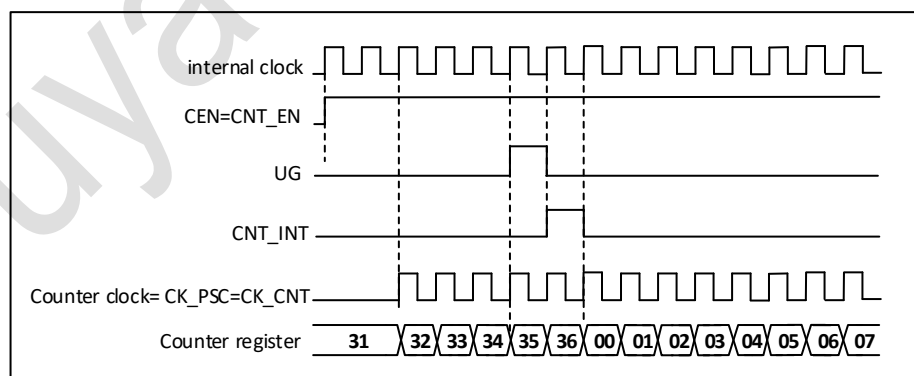 internal clock
CEN=CNT_EN
UG
CNT_INT
Counter clock= CK_PSC=CK_CNT
Counter register 31 32 33 34 35 36 00 01 02 03 04 05 06 07
uya